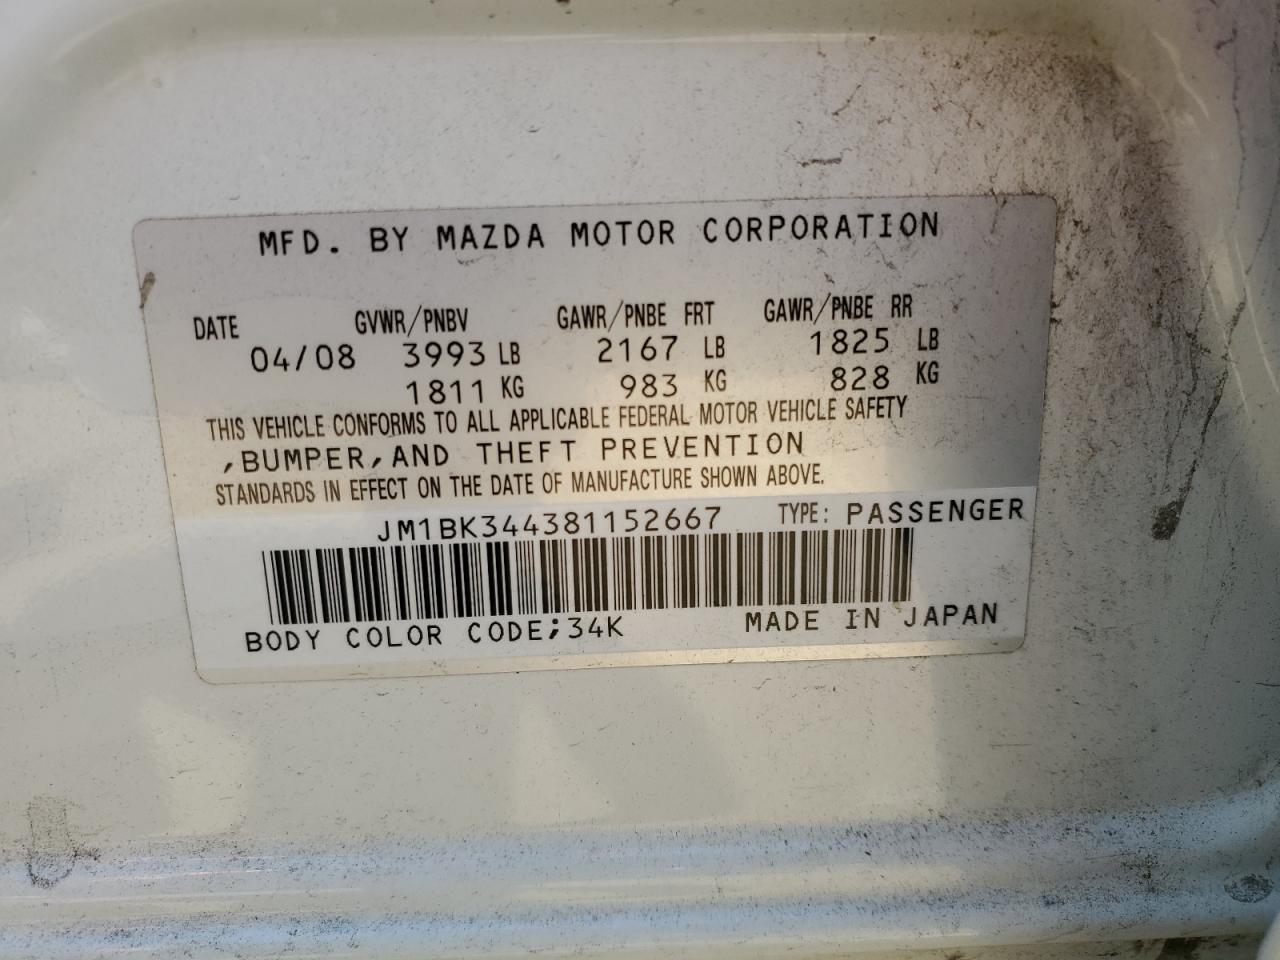 MFD. BY MAZDA MOTOR CORPORATION
DATE GVWR/PNBV GAWR/PNBE FRT GAWR/PNBE RR
04/08 3993 LB 2167 LB 1825 LB
1811 KG 983 KG 828 KG
THIS VEHICLE CONFORMS TO ALL APPLICABLE FEDERAL MOTOR VEHICLE SAFETY
,BUMPER,AND THEFT PREVENTION
STANDARDS IN EFFECT ON THE DATE OF MANUFACTURE SHOWN ABOVE.
JM1BK344381152667 TYPE: PASSENGER
BODY COLOR CODE;34K MADE IN JAPAN